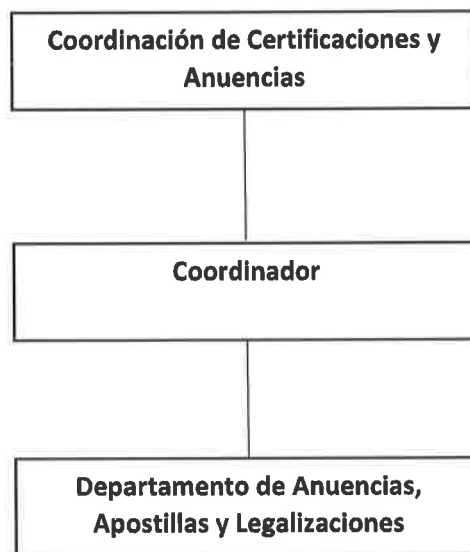 Coordinación de Certificaciones y
Anuencias
Coordinador
Departamento de Anuencias,
Apostillas y Legalizaciones